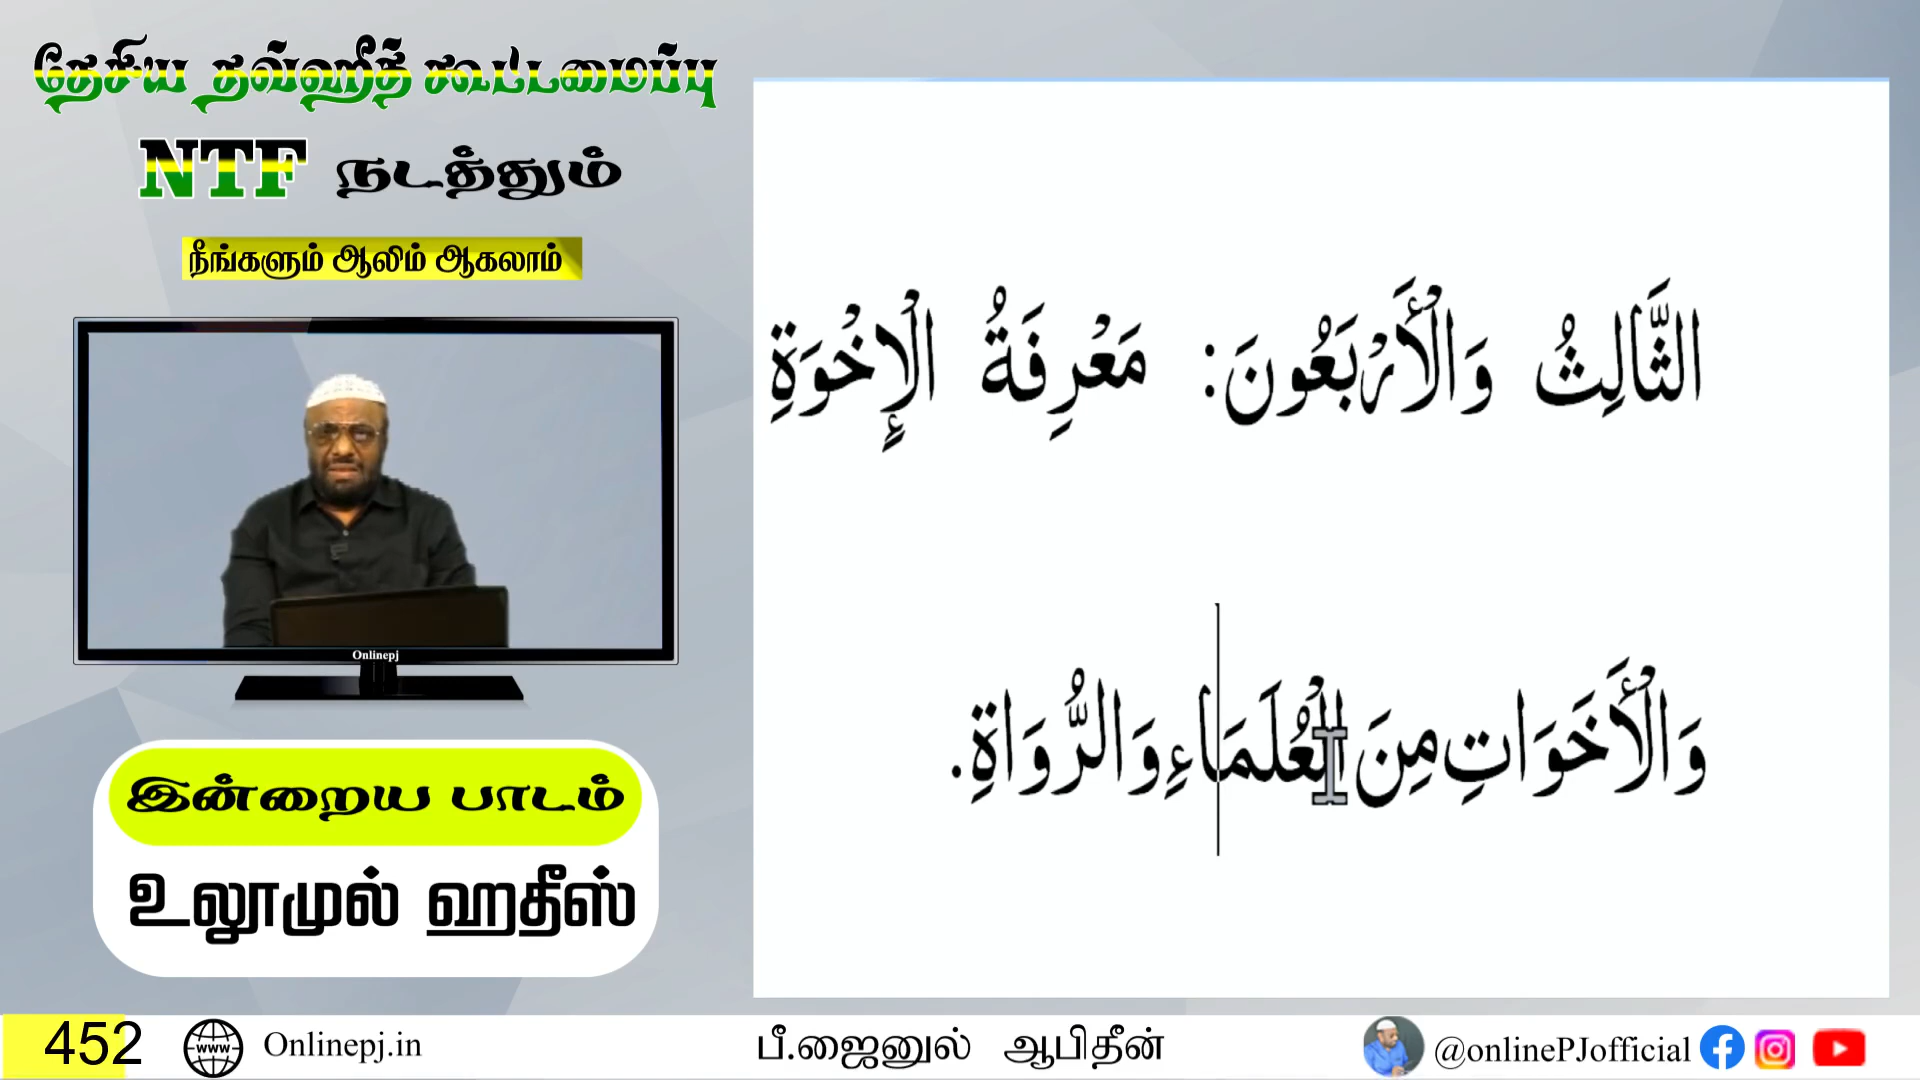 தேசிய தவ்ஹீத் கூட்டமைப்பு
NTF நடத்தும்
நீங்களும் ஆலிம் ஆகலாம்
Onlinepj
இன்றைய பாடம்
உலூமுல் ஹதீஸ்
الثَّالِثُ وَالْأَرْبَعُونَ: مَعْرِفَةُ الْإِخْوَةِ
وَالْأَخَوَاتِ مِنَ الْعُلَمَاءِ وَالرُّوَاةِ.
452
www
Onlinepj.in
பீ.ஜைனுல் ஆபிதீன்
@onlinePJofficial